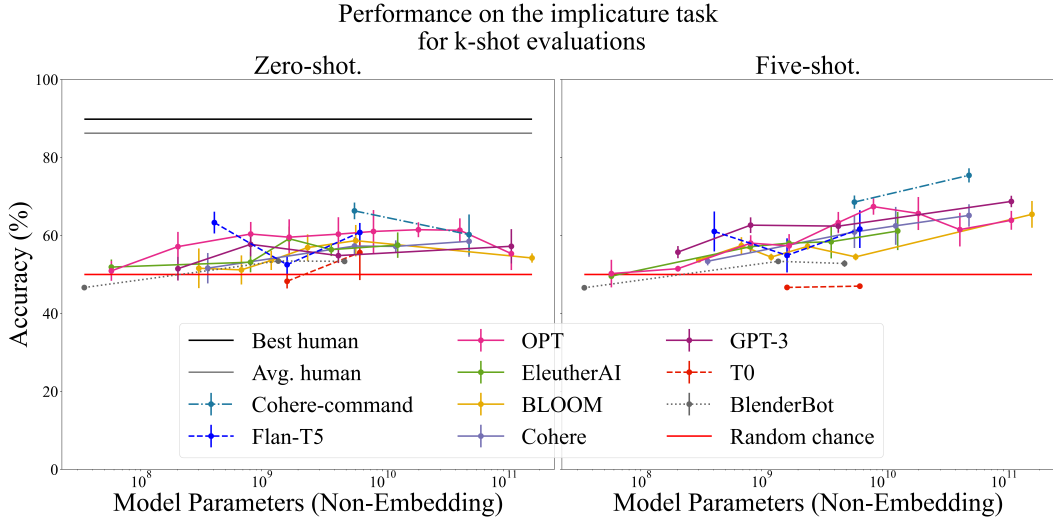 Performance on the implicature task
for k-shot evaluations
Zero-shot.
Five-shot.
Accuracy (%)
100
80
60
40
20
0
Best human
Avg. human
Cohere-command
Flan-T5
OPT
EleutherAI
BLOOM
Cohere
GPT-3
T0
BlenderBot
Random chance
10^8
10^9
10^10
10^11
10^8
10^9
10^10
10^11
Model Parameters (Non-Embedding)
Model Parameters (Non-Embedding)